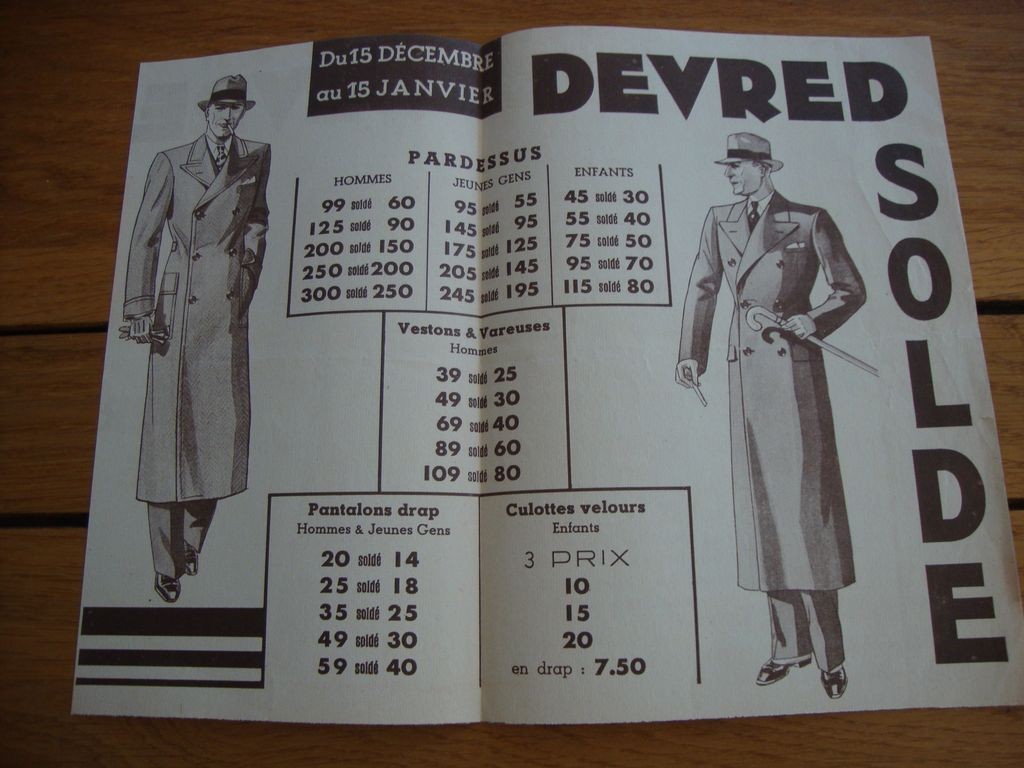 Du 15 DÉCEMBRE
au 15 JANVIER
DEVRED
SOLDE
PARDESSUS
HOMMES
99 soldé 60
125 soldé 90
200 soldé 150
250 soldé 200
300 soldé 250
JEUNES GENS
95 soldé 55
145 soldé 95
175 soldé 125
205 soldé 145
245 soldé 195
ENFANTS
45 soldé 30
55 soldé 40
75 soldé 50
95 soldé 70
115 soldé 80
Vestons & Vareuses
Hommes
39 soldé 25
49 soldé 30
69 soldé 40
89 soldé 60
109 soldé 80
Pantalons drap
Hommes & Jeunes Gens
20 soldé 14
25 soldé 18
35 soldé 25
49 soldé 30
59 soldé 40
Culottes velours
Enfants
3 PRIX
10
15
20
en drap : 7.50